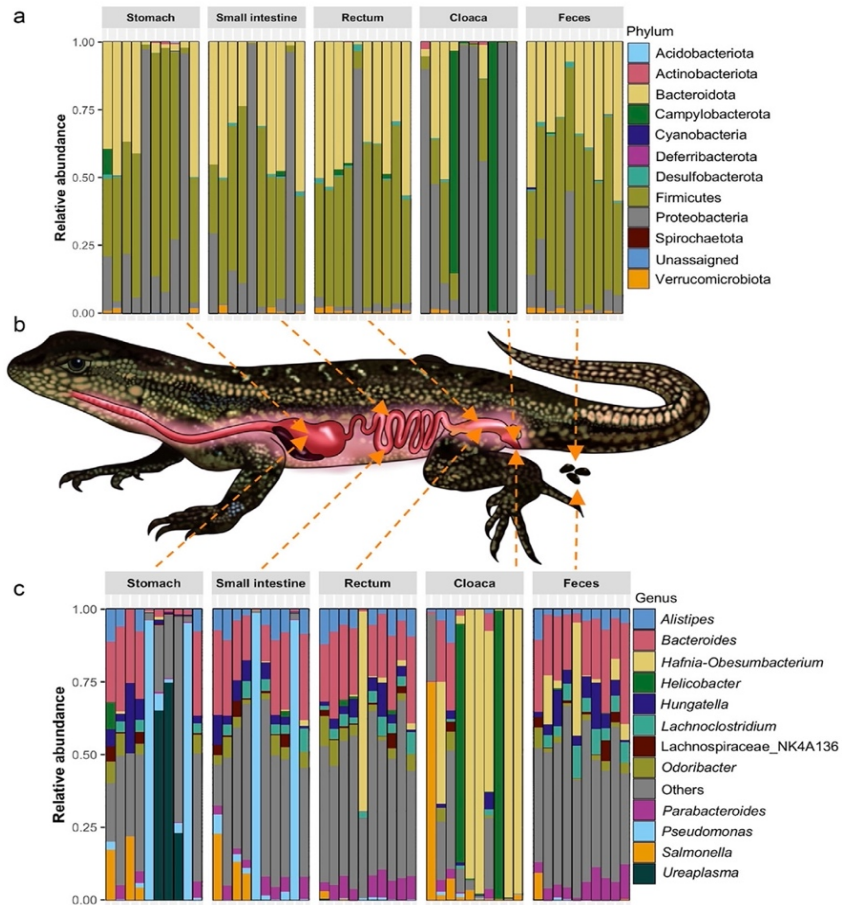 a
Stomach Small intestine Rectum Cloaca Feces
Relative abundance
1.00
0.75
0.50
0.25
0.00
Phylum
Acidobacteriota
Actinobacteriota
Bacteroidota
Campylobacterota
Cyanobacteria
Deferribacterota
Desulfobacterota
Firmicutes
Proteobacteria
Spirochaetota
Unassaigned
Verrucomicrobiota
b
c
Stomach Small intestine Rectum Cloaca Feces
Relative abundance
1.00
0.75
0.50
0.25
0.00
Genus
Alistipes
Bacteroides
Hafnia-Obesumbacterium
Helicobacter
Hungatella
Lachnoclostridium
Lachnospiraceae_NK4A136
Odoribacter
Others
Parabacteroides
Pseudomonas
Salmonella
Ureaplasma